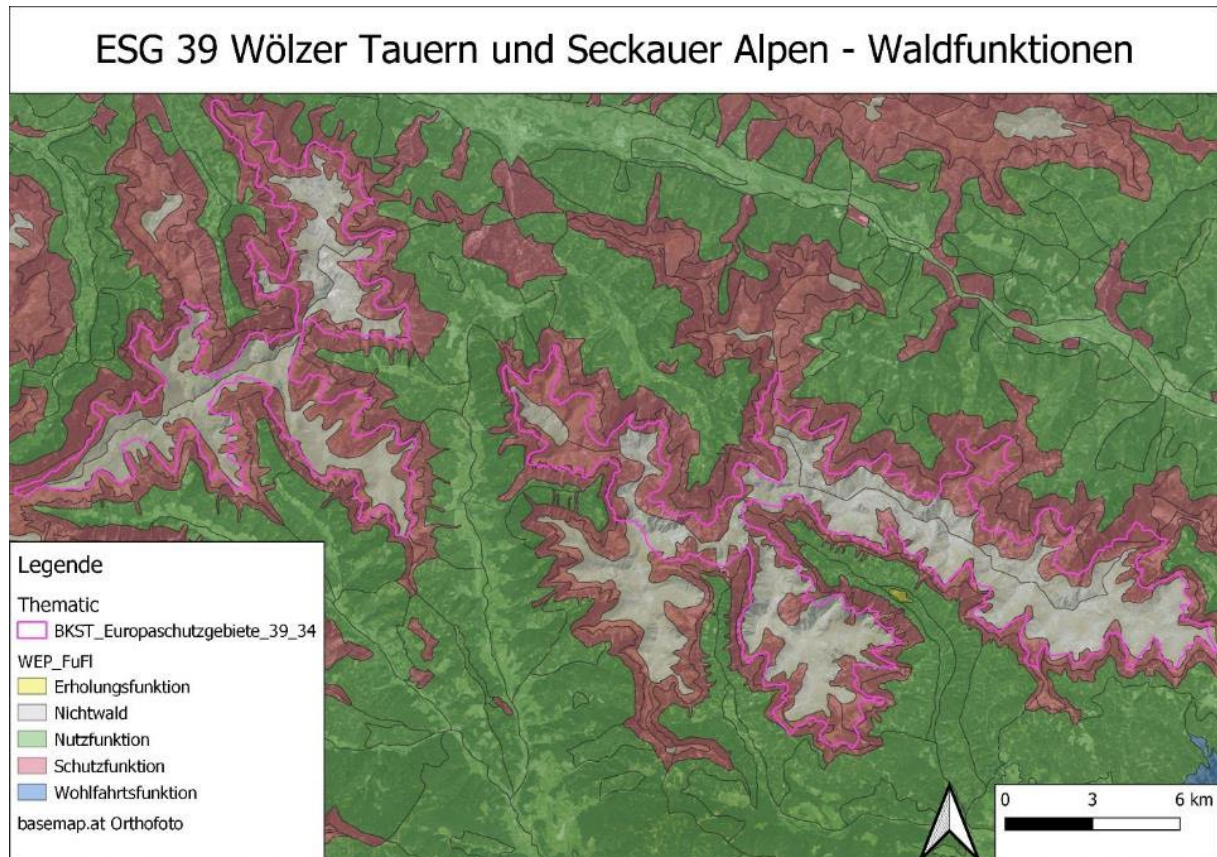 ESG 39 Wölzer Tauern und Seckauer Alpen - Waldfunktionen
Legende
Thematic
BKST_Europaschutzgebiete_39_34
WEP_FuFl
Erholungsfunktion
Nichtwald
Nutzfunktion
Schutzfunktion
Wohlfahrtsfunktion
basemap.at Orthofoto
0 3 6 km